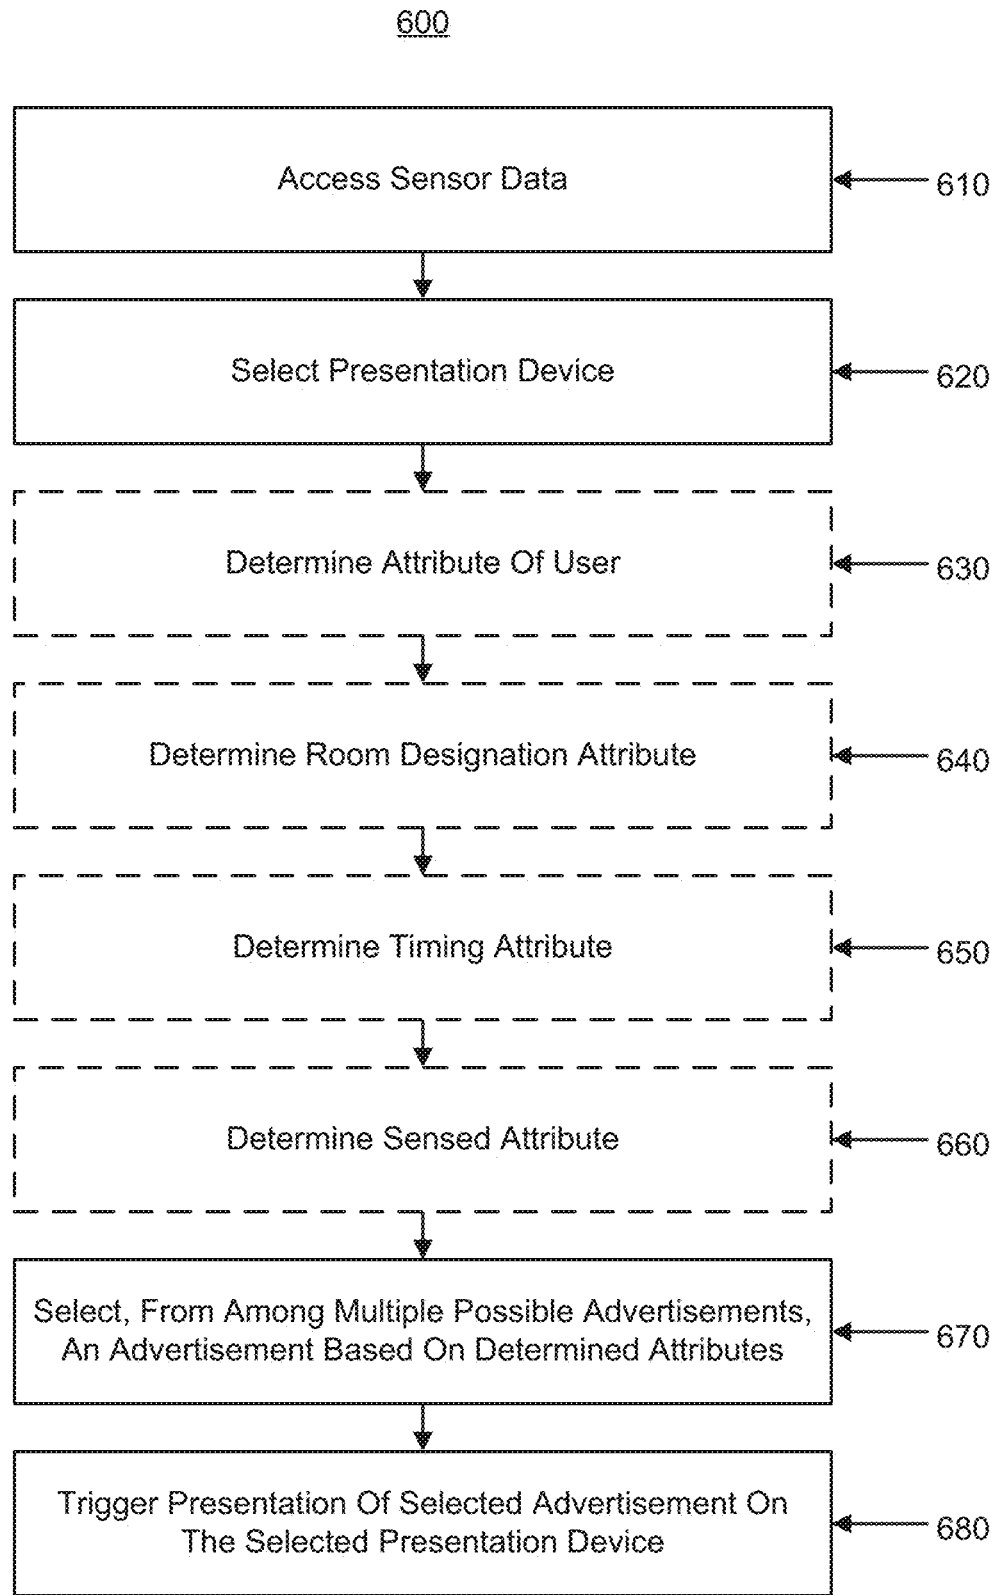 600
Access Sensor Data
610
Select Presentation Device
620
Determine Attribute Of User
630
Determine Room Designation Attribute
640
Determine Timing Attribute
650
Determine Sensed Attribute
660
Select, From Among Multiple Possible Advertisements,
An Advertisement Based On Determined Attributes
670
Trigger Presentation Of Selected Advertisement On
The Selected Presentation Device
680